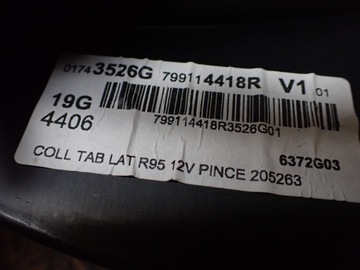 01743526G 799114418R V1 01
19G
4406
799114418R3526G01
6372G03
COLL TAB LAT R95 12V PINCE 205263